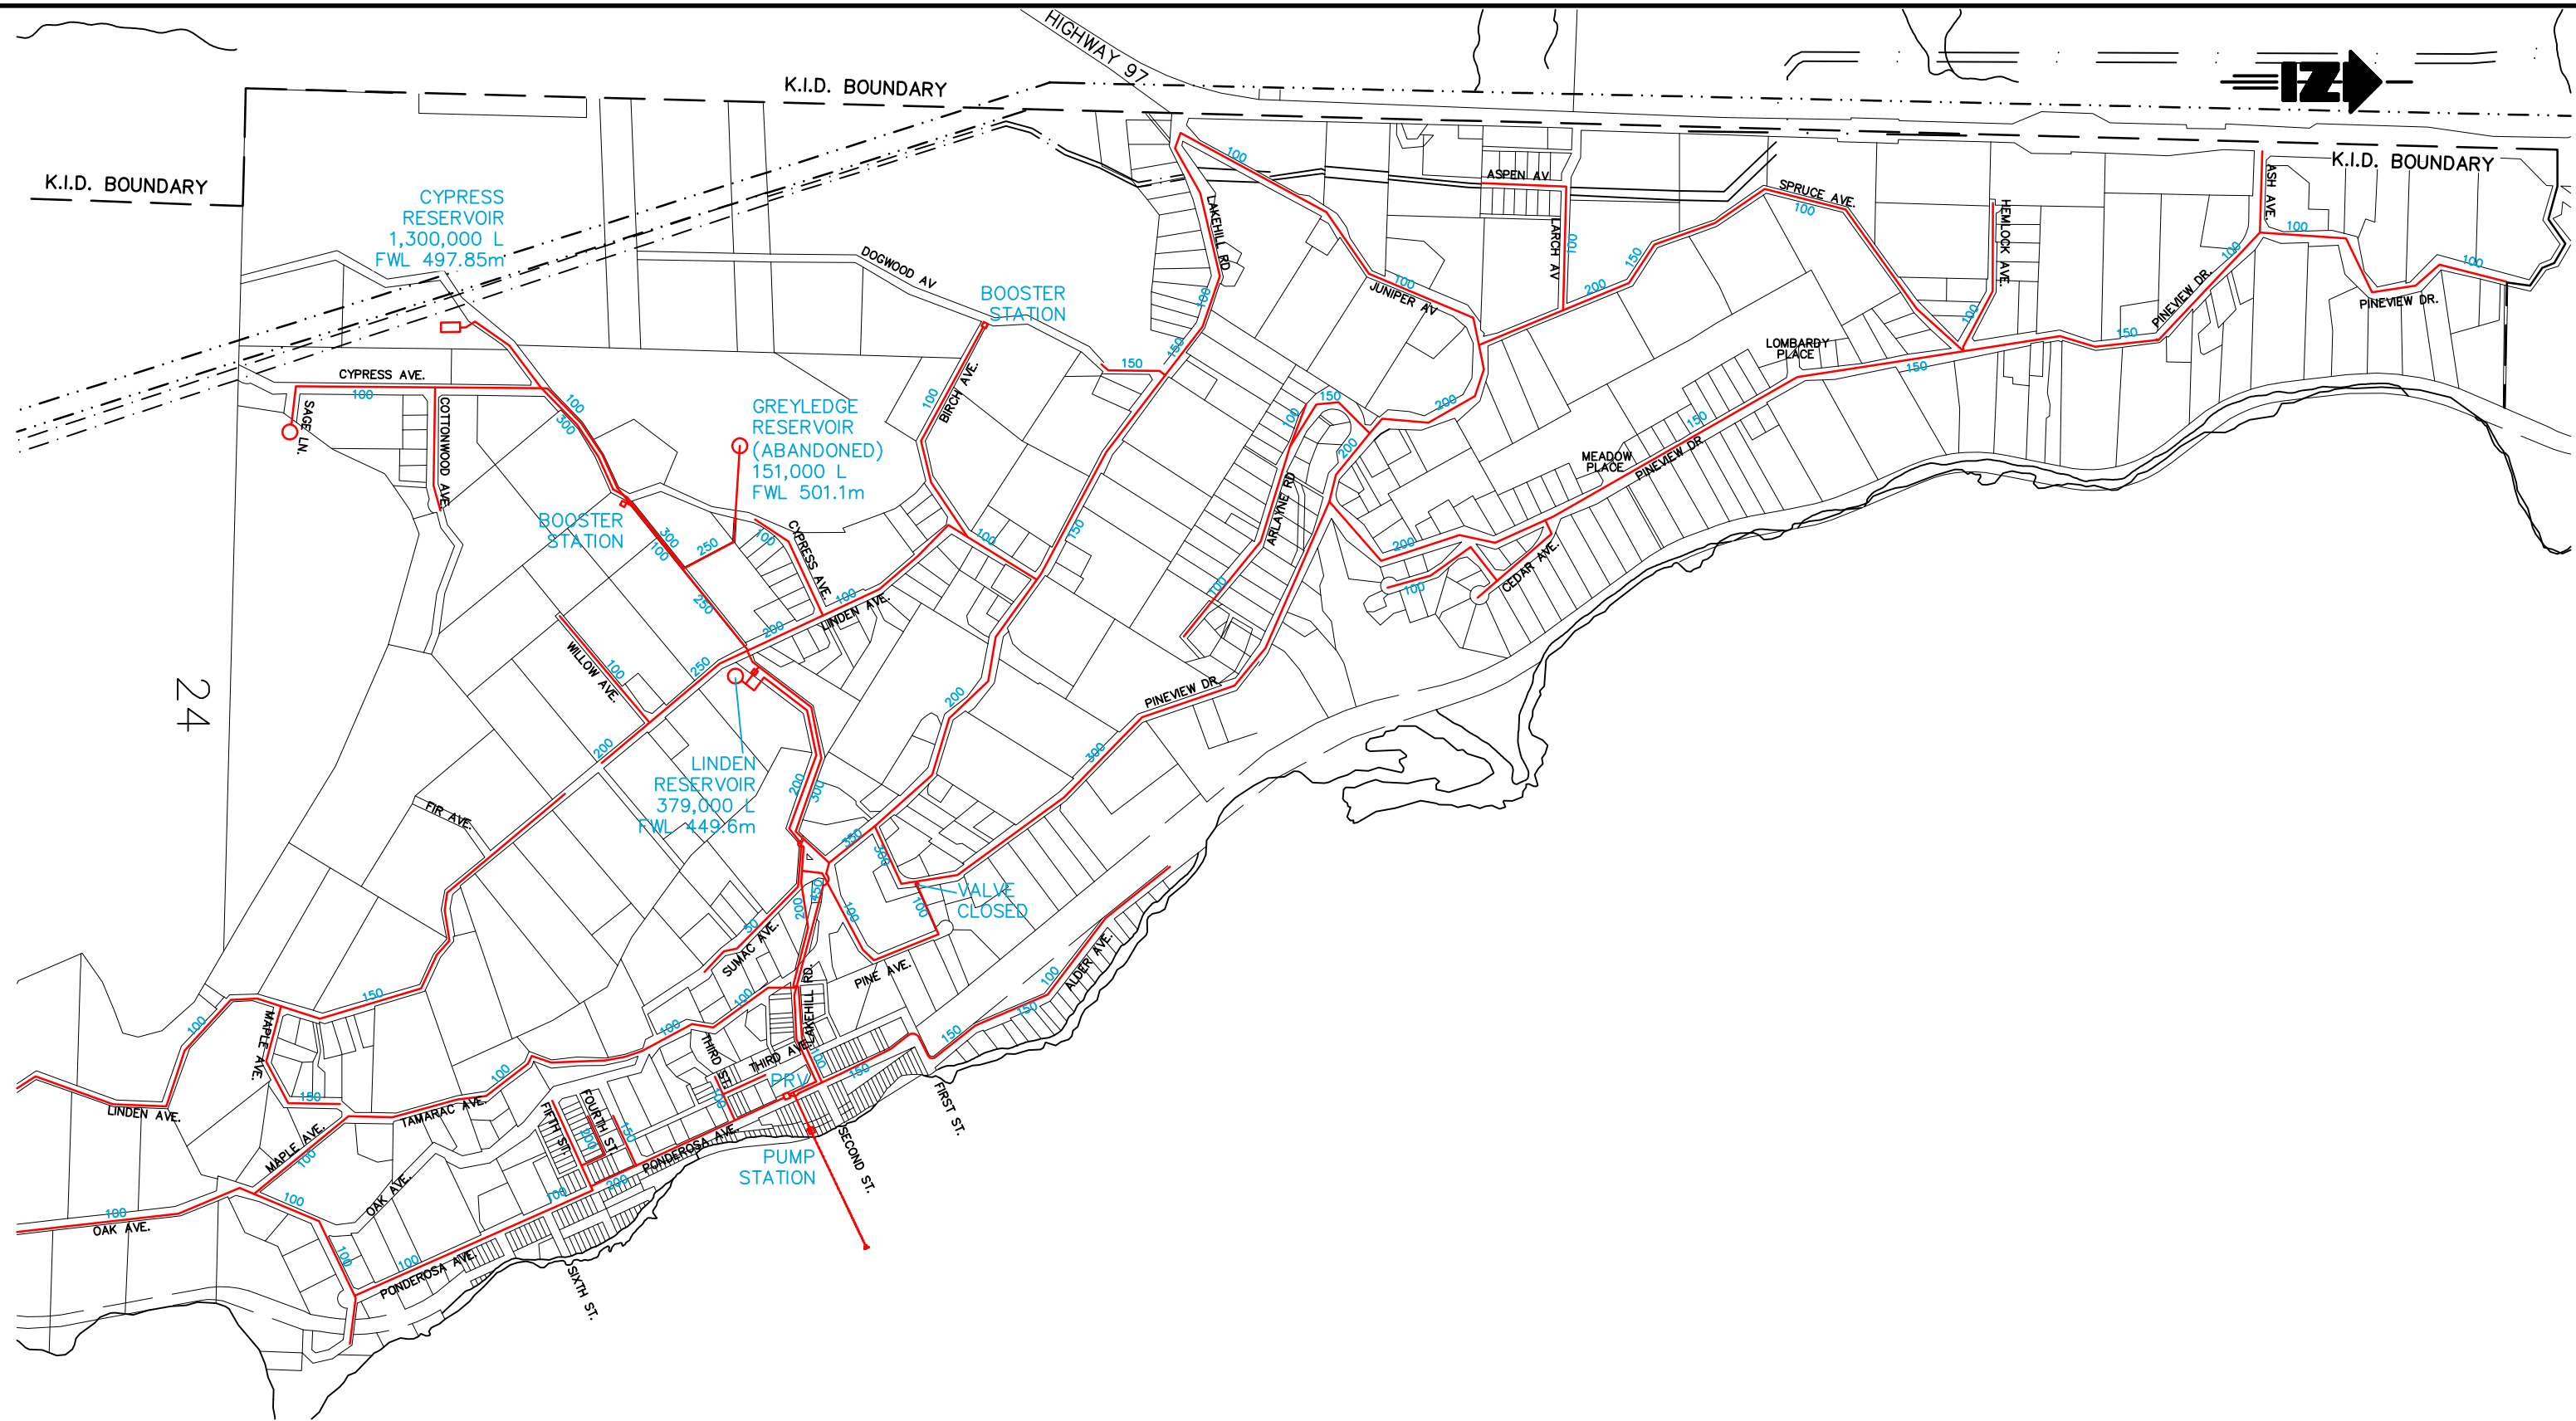 HIGHWAY 97
K.I.D. BOUNDARY
K.I.D. BOUNDARY
K.I.D. BOUNDARY
N
CYPRESS
RESERVOIR
1,300,000 L
FWL 497.85m
DOGWOOD AV
BOOSTER
STATION
LAKEHILL RD
100
100
150
150
100
JUNIPER AV
ASPEN AV
LARCH AV
100
200
150
SPRUCE AVE.
100
HEMLOCK AVE.
100
ASH AVE.
100
100
PINEVIEW DR.
100
PINEVIEW DR.
150
LOMBARDY
PLACE
150
150
MEADOW
PLACE
PINEVIEW DR.
200
CEDAR AVE.
100
200
200
150
100
ARLAYNE RD
100
CYPRESS AVE.
100
SAGE LN.
COTTONWOOD AVE.
100
300
BIRCH AVE.
100
GREYLEDGE
RESERVOIR
(ABANDONED)
151,000 L
FWL 501.1m
BOOSTER
STATION
300
100
250
100
CYPRESS AVE.
250
200
100
LINDEN AVE.
100
150
WILLOW AVE.
100
250
200
LINDEN
RESERVOIR
379,000 L
FWL 449.6m
200
300
200
PINEVIEW DR.
300
350
300
24
FIR AVE.
VALVE
CLOSED
100
100
200
450
50
SUMAC AVE.
PINE AVE.
LAKEHILL RD.
100
100
150
100
MAPLE AVE.
150
LINDEN AVE.
100
TAMARAC AVE.
MAPLE AVE.
100
THIRD ST.
THIRD AVE.
100
PRV
100
150
150
150
100
ALDER AVE.
FIRST ST.
SECOND ST.
PUMP
STATION
FIFTH ST.
FOURTH ST.
200
150
PONDEROSA AVE.
200
100
OAK AVE.
100
100
OAK AVE.
100
100
PONDEROSA AVE.
SIXTH ST.